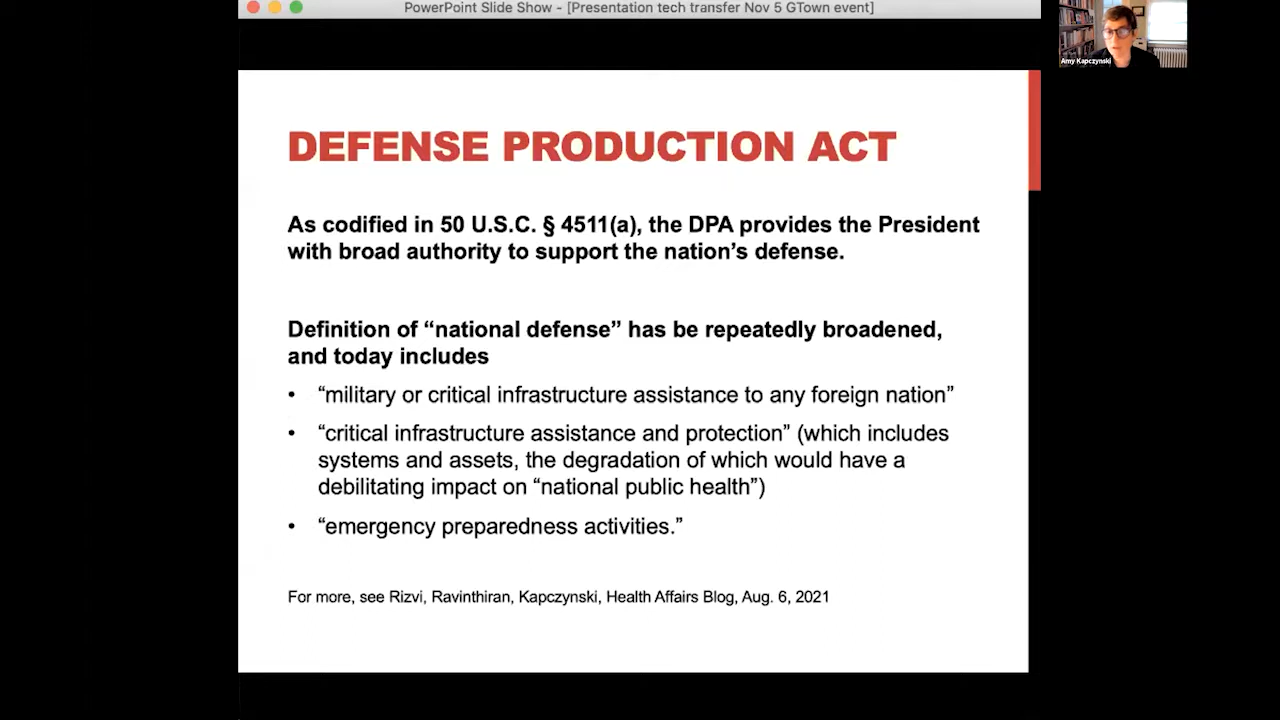 PowerPoint Slide Show - [Presentation tech transfer Nov 5 GTown event]
Amy Kapczynski
DEFENSE PRODUCTION ACT
As codified in 50 U.S.C. § 4511(a), the DPA provides the President
with broad authority to support the nation’s defense.
Definition of “national defense” has be repeatedly broadened,
and today includes
• “military or critical infrastructure assistance to any foreign nation”
• “critical infrastructure assistance and protection” (which includes
systems and assets, the degradation of which would have a
debilitating impact on “national public health”)
• “emergency preparedness activities.”
For more, see Rizvi, Ravinthiran, Kapczynski, Health Affairs Blog, Aug. 6, 2021